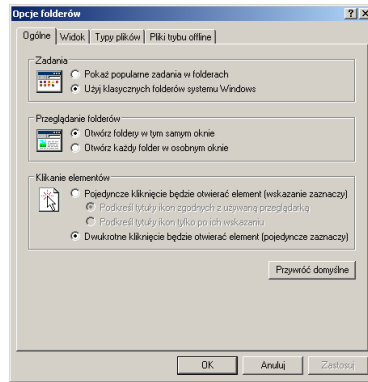 Opcje folderów
Ogólne Widok Typy plików Pliki trybu offline
Zadania
Pokaż popularne zadania w folderach
Użyj klasycznych folderów systemu Windows
Przeglądanie folderów
Otwórz foldery w tym samym oknie
Otwórz każdy folder w osobnym oknie
Klikanie elementów
Pojedyncze kliknięcie będzie otwierać element (wskazanie zaznaczy)
Podkreśl tytuły ikon zgodnych z używaną przeglądarką
Podkreśl tytuły ikon tylko po ich wskazaniu
Dwukrotne kliknięcie będzie otwierać element (pojedyncze zaznaczy)
Przywróć domyślne
OK Anuluj Zastosuj